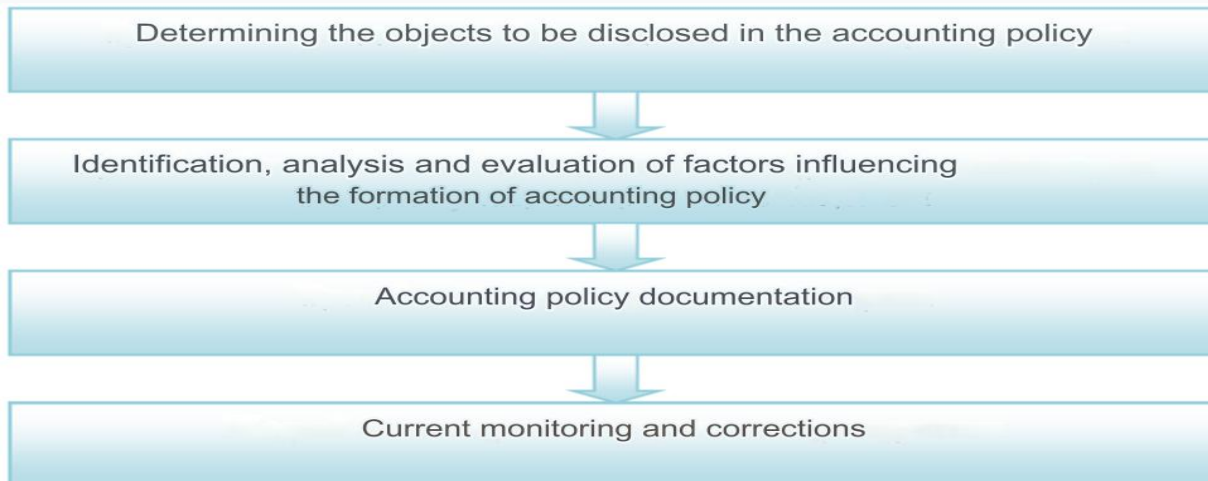 Determining the objects to be disclosed in the accounting policy
Identification, analysis and evaluation of factors influencing
the formation of accounting policy
Accounting policy documentation
Current monitoring and corrections